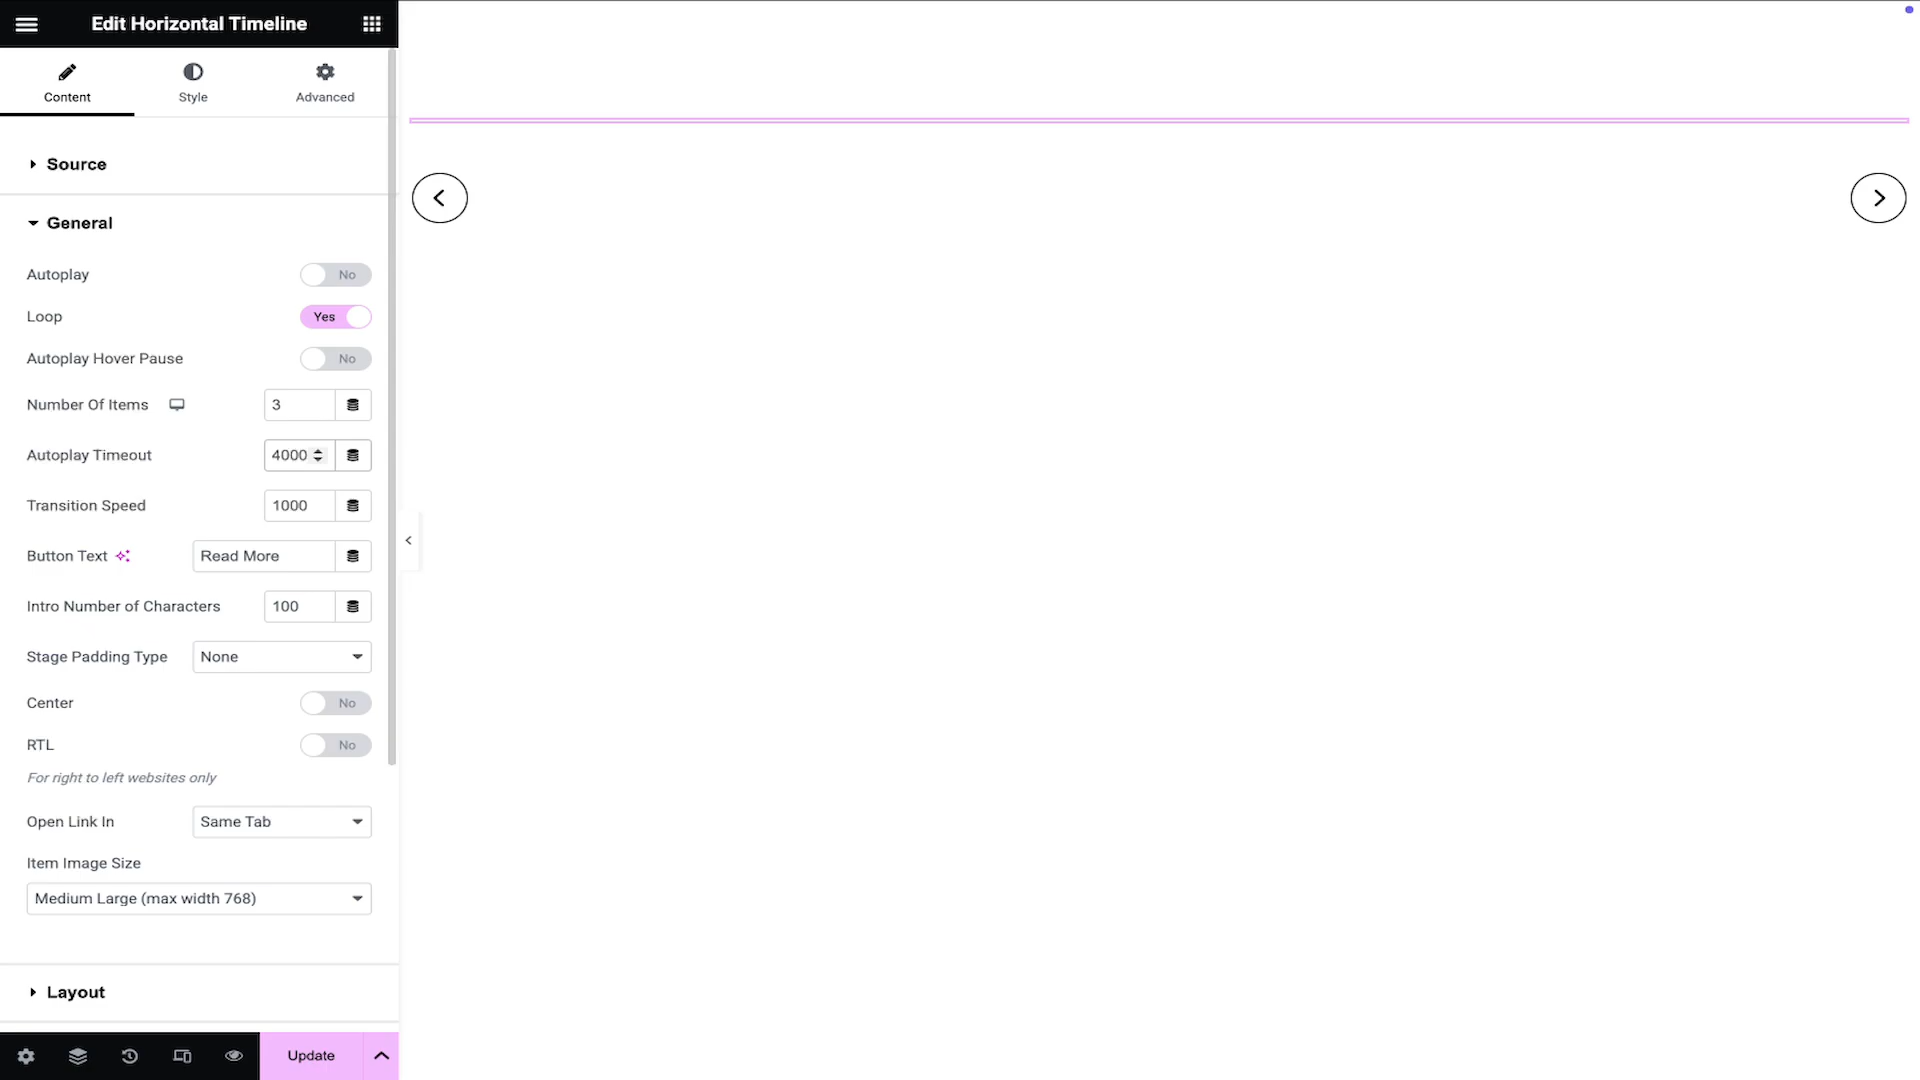 Edit Horizontal Timeline
Content
Style
Advanced
Source
General
Autoplay No
Loop Yes
Autoplay Hover Pause No
Number Of Items 3
Autoplay Timeout 4000
Transition Speed 1000
Button Text Read More
Intro Number of Characters 100
Stage Padding Type None
Center No
RTL No
For right to left websites only
Open Link In Same Tab
Item Image Size
Medium Large (max width 768)
Layout
Update